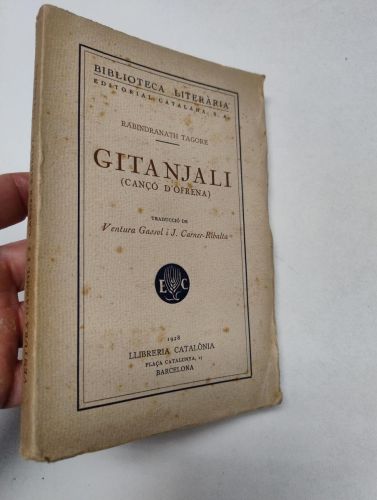 BIBLIOTECA LITERÀRIA
EDITORIAL CATALANA, S. A.
RABINDRANATH TAGORE
GITANJALI
(CANÇÓ D'OFRENA)
TRADUCCIÓ DE
Ventura Gassol i J. Carner-Ribalta
E C
1928
LLIBRERIA CATALÒNIA
PLAÇA CATALUNYA, 17
BARCELONA